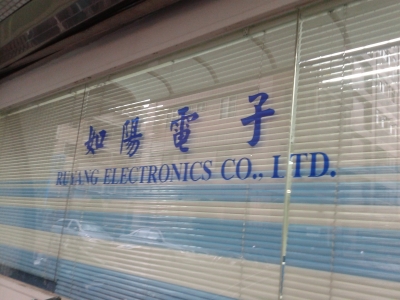 如陽電子
RUYANG ELECTRONICS CO., LTD.